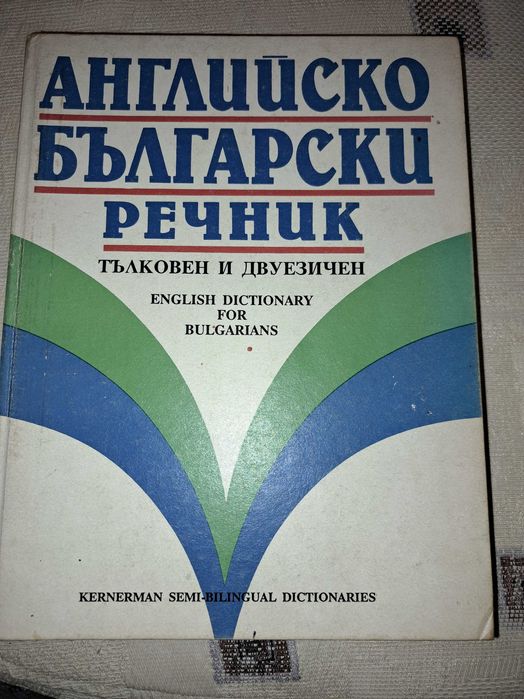 АНГЛИЙСКО
БЪЛГАРСКИ
РЕЧНИК
ТЪЛКОВЕН И ДВУЕЗИЧЕН
ENGLISH DICTIONARY
FOR
BULGARIANS
KERNERMAN SEMI-BILINGUAL DICTIONARIES